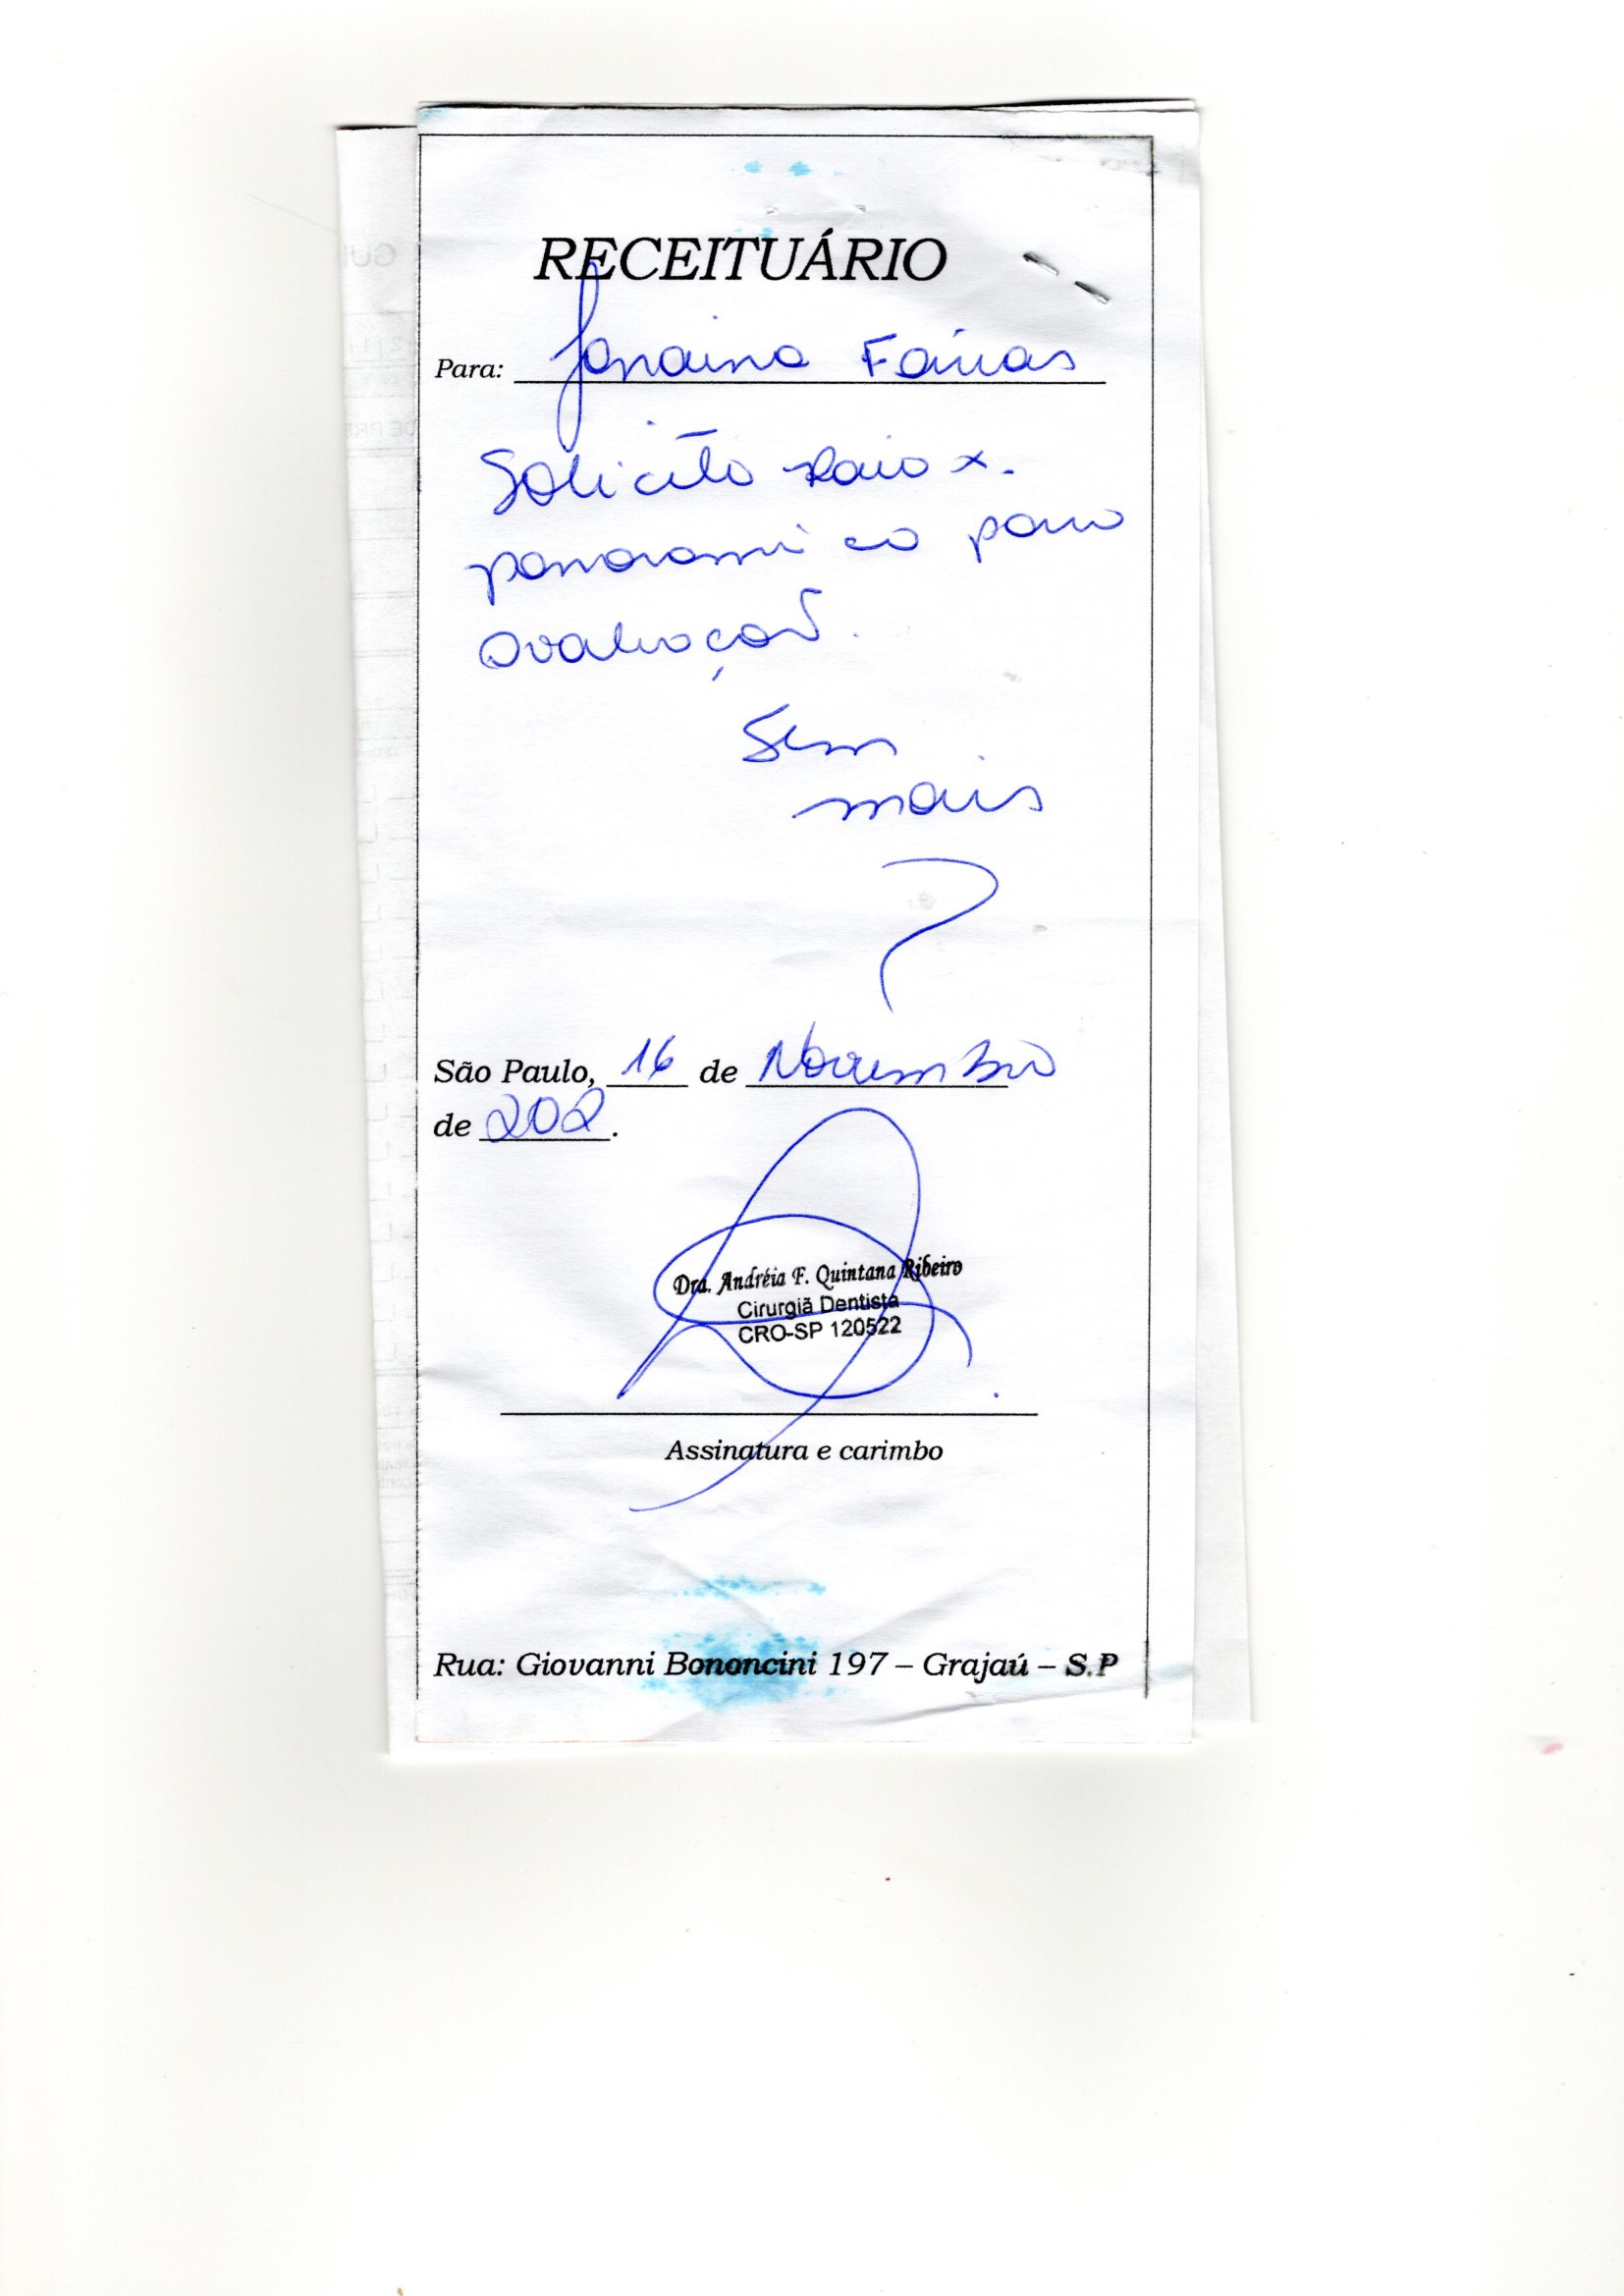 RECEITUÁRIO
Para: Janaina Farias
Solicito Raio x.
panoramico para
avaliação.
Sem
mais
São Paulo, 16 de Novembro
de 202.
Dra. Andréia F. Quintana Ribeiro
Cirurgiã Dentista
CRO-SP 120522
Assinatura e carimbo
Rua: Giovanni Bononcini 197 – Grajaú – S.P